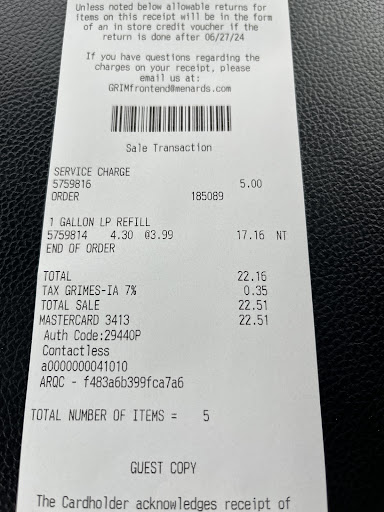 Unless noted below allowable returns for
items on this receipt will be in the form
of an in store credit voucher if the
return is done after 06/27/24
If you have questions regarding the
charges on your receipt, please
email us at:
GRIMfrontend@menards.com
Sale Transaction
SERVICE CHARGE
5759816 5.00
ORDER 185089
1 GALLON LP REFILL
5759814 4.30 @3.99 17.16 NT
END OF ORDER
TOTAL 22.16
TAX GRIMES-IA 7% 0.35
TOTAL SALE 22.51
MASTERCARD 3413 22.51
Auth Code:29440P
Contactless
a0000000041010
ARQC - f483a6b399fca7a6
TOTAL NUMBER OF ITEMS = 5
GUEST COPY
The Cardholder acknowledges receipt of